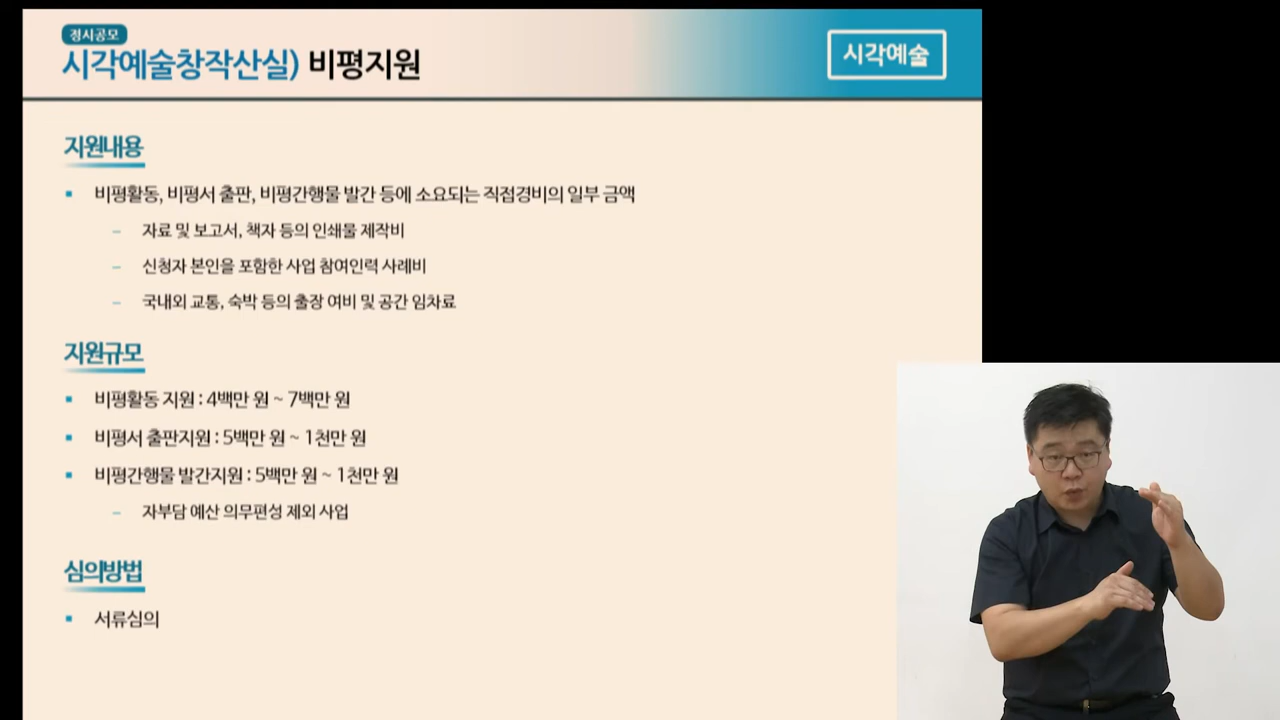 정시공모
시각예술창작산실) 비평지원
시각예술
지원내용
▪ 비평활동, 비평서 출판, 비평간행물 발간 등에 소요되는 직접경비의 일부 금액
– 자료 및 보고서, 책자 등의 인쇄물 제작비
– 신청자 본인을 포함한 사업 참여인력 사례비
– 국내외 교통, 숙박 등의 출장 여비 및 공간 임차료
지원규모
▪ 비평활동 지원 : 4백만 원 ~ 7백만 원
▪ 비평서 출판지원 : 5백만 원 ~ 1천만 원
▪ 비평간행물 발간지원 : 5백만 원 ~ 1천만 원
– 자부담 예산 의무편성 제외 사업
심의방법
▪ 서류심의